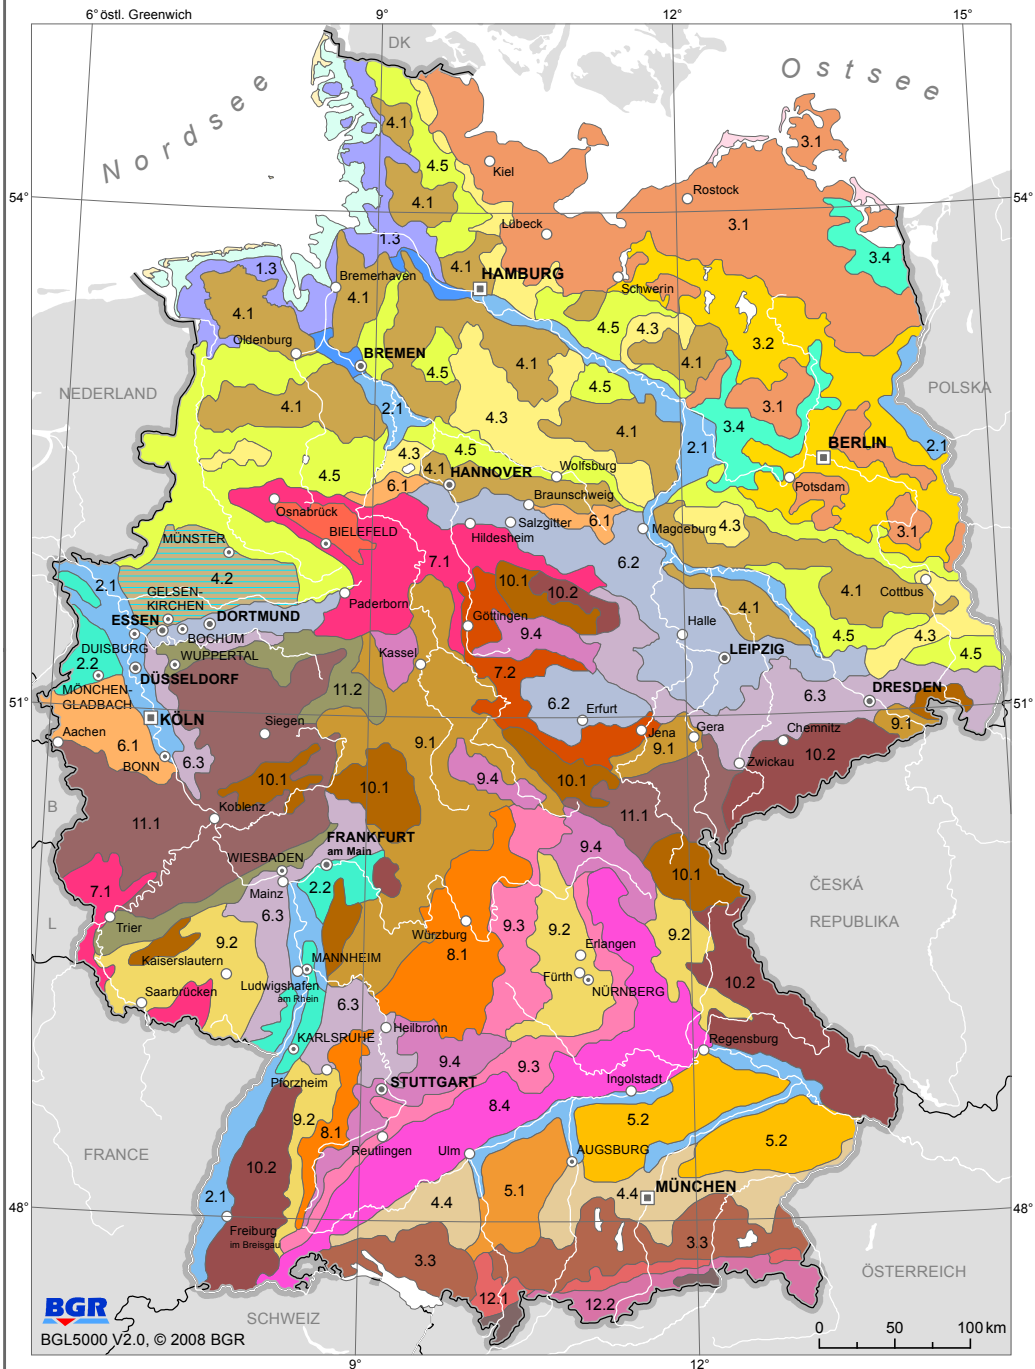 6° östl. Greenwich
9°
12°
15°
DK
Nordsee
Ostsee
4.1
3.1
4.5
Kiel
54°
54°
Rostock
4.1
Lübeck
3.1
1.3
3.4
1.3
4.1
HAMBURG
Bremerhaven
Schwerin
4.1
4.1
4.5
4.3
3.2
Oldenburg
BREMEN
4.1
4.1
4.5
4.5
NEDERLAND
POLSKA
4.1
2.1
4.3
3.1
3.4
4.1
BERLIN
2.1
2.1
4.3
4.5
4.5
4.1
HANNOVER
Wolfsburg
6.1
Potsdam
Braunschweig
Osnabrück
Salzgitter
6.1
4.3
BIELEFELD
Hildesheim
Magdeburg
3.1
MÜNSTER
7.1
6.2
4.2
10.1
2.1
10.2
4.1
GELSEN-
KIRCHEN
Paderborn
4.1
Cottbus
ESSEN
DORTMUND
Göttingen
Halle
BOCHUM
9.4
4.5
4.3
DUISBURG
WUPPERTAL
Kassel
LEIPZIG
4.5
2.2
DÜSSELDORF
7.2
MÖNCHEN-
GLADBACH
11.2
6.3
DRESDEN
51°
51°
KÖLN
6.2
Erfurt
9.1
Aachen
Siegen
Jena
Gera
Chemnitz
6.1
9.1
9.1
10.2
BONN
6.3
Zwickau
10.1
9.4
10.1
10.1
B
Koblenz
11.1
11.1
FRANKFURT
am Main
9.4
WIESBADEN
10.1
7.1
Mainz
2.2
ČESKÁ
REPUBLIKA
L
6.3
Trier
9.3
9.2
9.2
Würzburg
9.2
Erlangen
Kaiserslautern
MANNHEIM
8.1
Fürth
10.2
Saarbrücken
Ludwigshafen
am Rhein
NÜRNBERG
6.3
Heilbronn
KARLSRUHE
Regensburg
9.4
9.3
Pforzheim
STUTTGART
Ingolstadt
8.4
9.2
5.2
8.1
5.2
FRANCE
Reutlingen
Ulm
AUGSBURG
10.2
5.1
MÜNCHEN
2.1
4.4
4.4
48°
48°
Freiburg
im Breisgau
3.3
3.3
ÖSTERREICH
12.1
12.2
BGR
SCHWEIZ
BGL5000 V2.0, © 2008 BGR
0 50 100 km
9°
12°